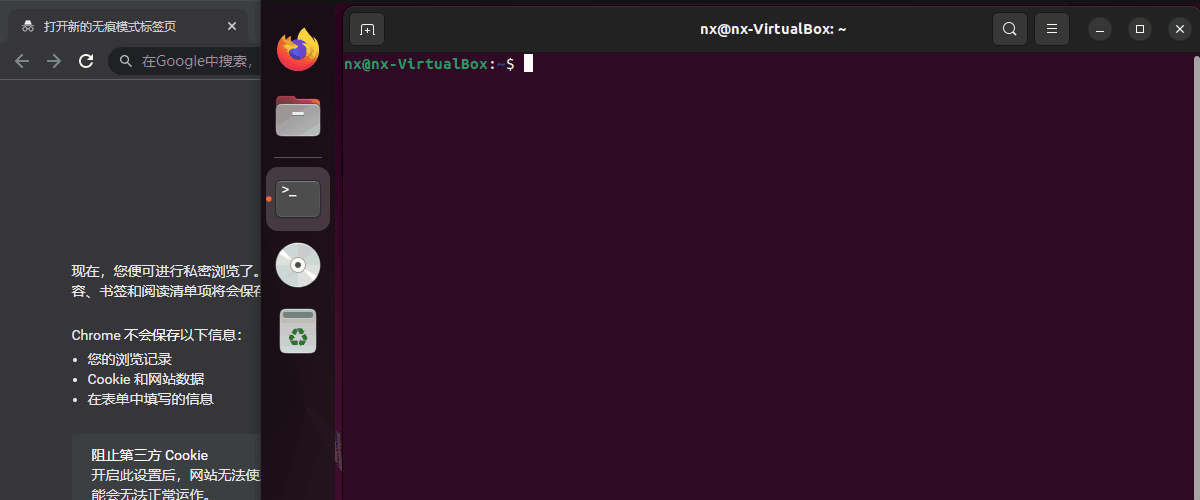 打开新的无痕模式标签页
在Google中搜索，
现在，您便可进行私密浏览了。
容、书签和阅读清单项将会保存
Chrome 不会保存以下信息：
• 您的浏览记录
• Cookie 和网站数据
• 在表单中填写的信息
阻止第三方 Cookie
开启此设置后，网站无法使
能会无法正常运作。
>_
nx@nx-VirtualBox: ~
nx@nx-VirtualBox:~$